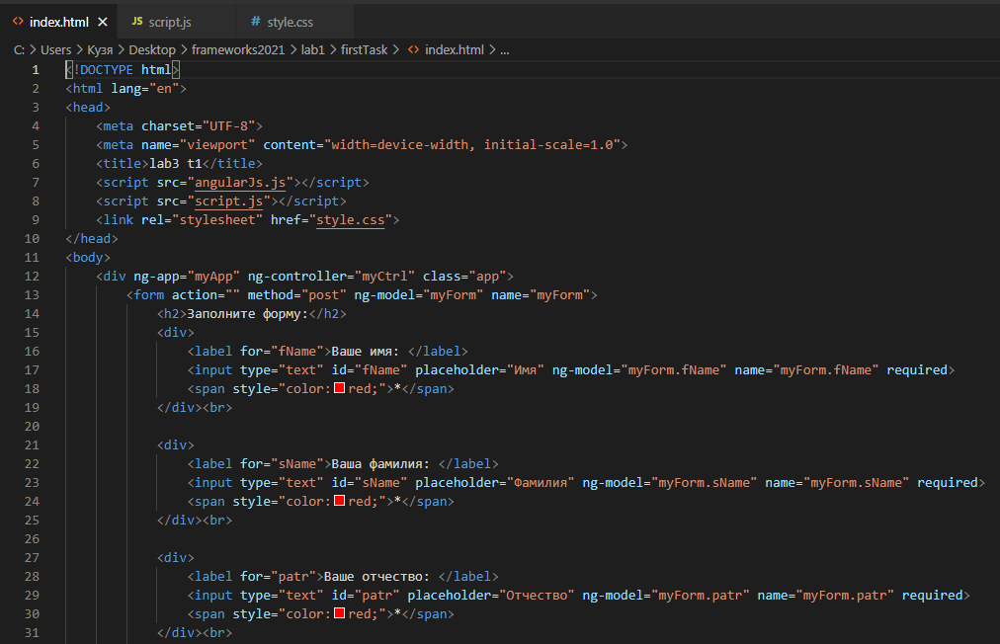 index.html
JS script.js
# style.css
C: > Users > Кузя > Desktop > frameworks2021 > lab1 > firstTask > index.html > ...
1 <!DOCTYPE html>
2 <html lang="en">
3 <head>
4 <meta charset="UTF-8">
5 <meta name="viewport" content="width=device-width, initial-scale=1.0">
6 <title>lab3 t1</title>
7 <script src="angularJs.js"></script>
8 <script src="script.js"></script>
9 <link rel="stylesheet" href="style.css">
10 </head>
11 <body>
12 <div ng-app="myApp" ng-controller="myCtrl" class="app">
13 <form action="" method="post" ng-model="myForm" name="myForm">
14 <h2>Заполните форму:</h2>
15 <div>
16 <label for="fName">Ваше имя: </label>
17 <input type="text" id="fName" placeholder="Имя" ng-model="myForm.fName" name="myForm.fName" required>
18 <span style="color:red;">*</span>
19 </div><br>
20
21 <div>
22 <label for="sName">Ваша фамилия: </label>
23 <input type="text" id="sName" placeholder="Фамилия" ng-model="myForm.sName" name="myForm.sName" required>
24 <span style="color:red;">*</span>
25 </div><br>
26
27 <div>
28 <label for="patr">Ваше отчество: </label>
29 <input type="text" id="patr" placeholder="Отчество" ng-model="myForm.patr" name="myForm.patr" required>
30 <span style="color:red;">*</span>
31 </div><br>